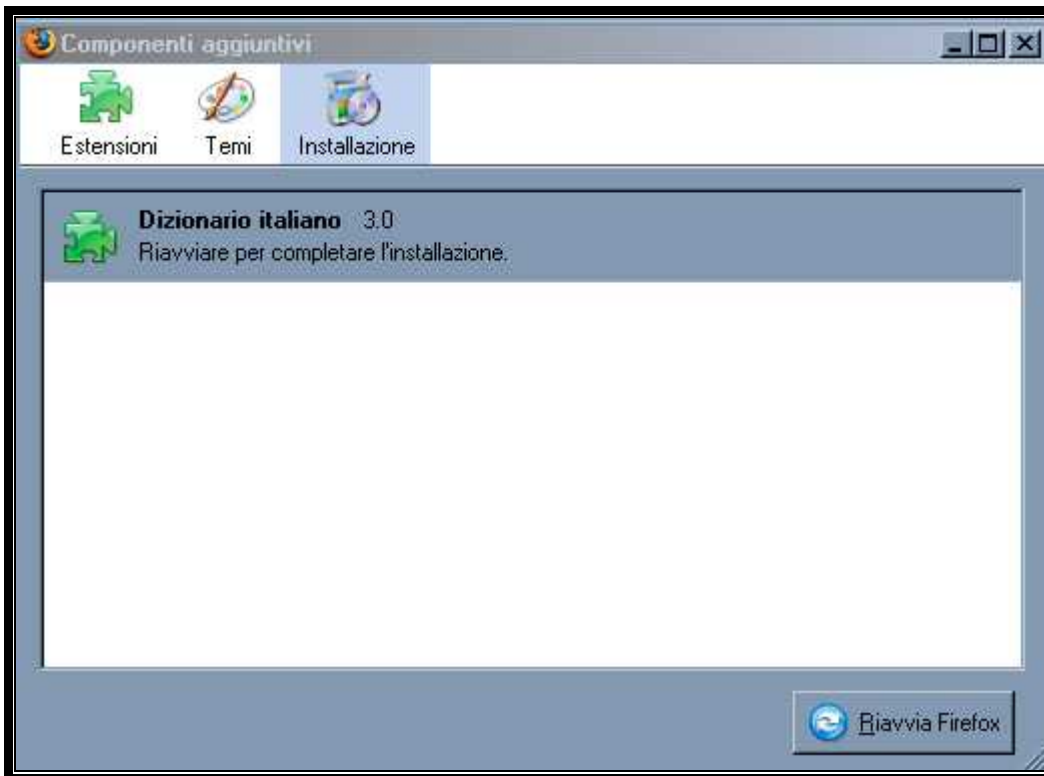 Componenti aggiuntivi
Estensioni Temi Installazione
Dizionario italiano 3.0
Riavviare per completare l'installazione.
Riavvia Firefox